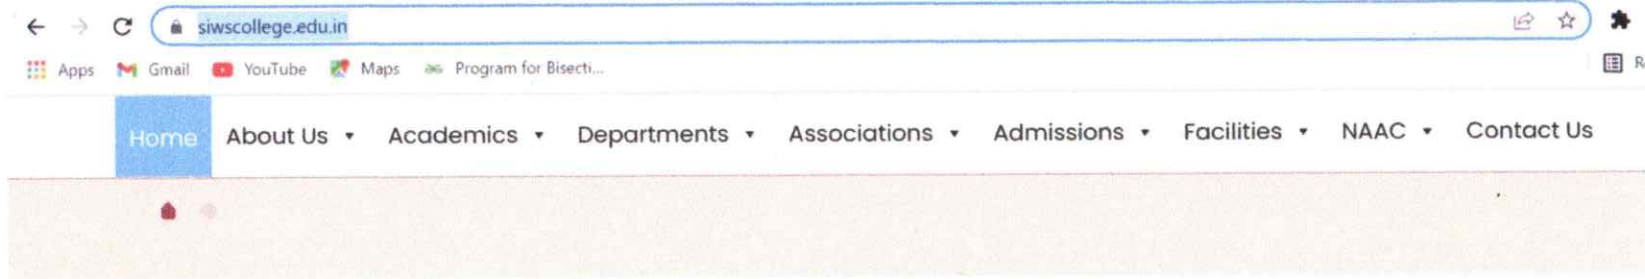 siwscollege.edu.in
Apps Gmail YouTube Maps Program for Bisecti...
Home About Us Academics Departments Associations Admissions Facilities NAAC Contact Us